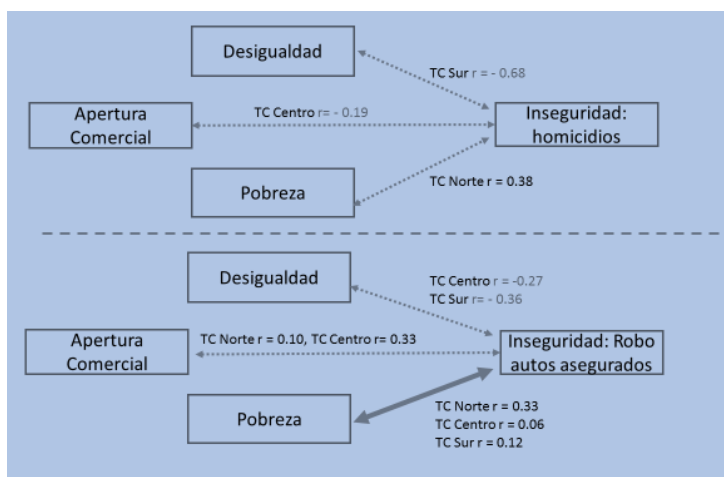 Desigualdad
TC Sur r = - 0.68
Apertura
Comercial
TC Centro r= - 0.19
Inseguridad:
homicidios
Pobreza
TC Norte r = 0.38
Desigualdad
TC Centro r = -0.27
TC Sur r= - 0.36
Apertura
Comercial
TC Norte r = 0.10, TC Centro r= 0.33
Inseguridad: Robo
autos asegurados
Pobreza
TC Norte r = 0.33
TC Centro r = 0.06
TC Sur r = 0.12